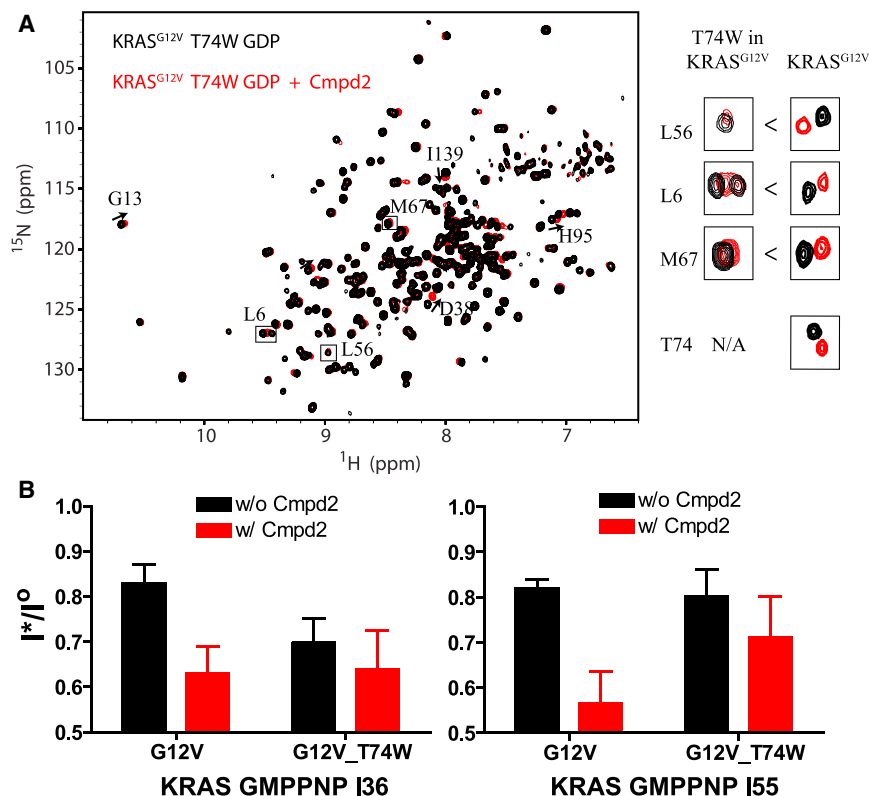 A
KRAS^G12V T74W GDP
KRAS^G12V T74W GDP + Cmpd2
105
110
115
120
125
130
15N (ppm)
G13
I139
M67
H95
D38
L6
L56
10
9
8
7
1H (ppm)
T74W in
KRAS^G12V
KRAS^G12V
L56
<
L6
<
M67
<
T74
N/A
B
w/o Cmpd2
w/ Cmpd2
1.0
0.9
0.8
0.7
0.6
0.5
I*/I°
G12V
G12V_T74W
KRAS GMPPNP I36
w/o Cmpd2
w/ Cmpd2
1.0
0.9
0.8
0.7
0.6
0.5
G12V
G12V_T74W
KRAS GMPPNP I55